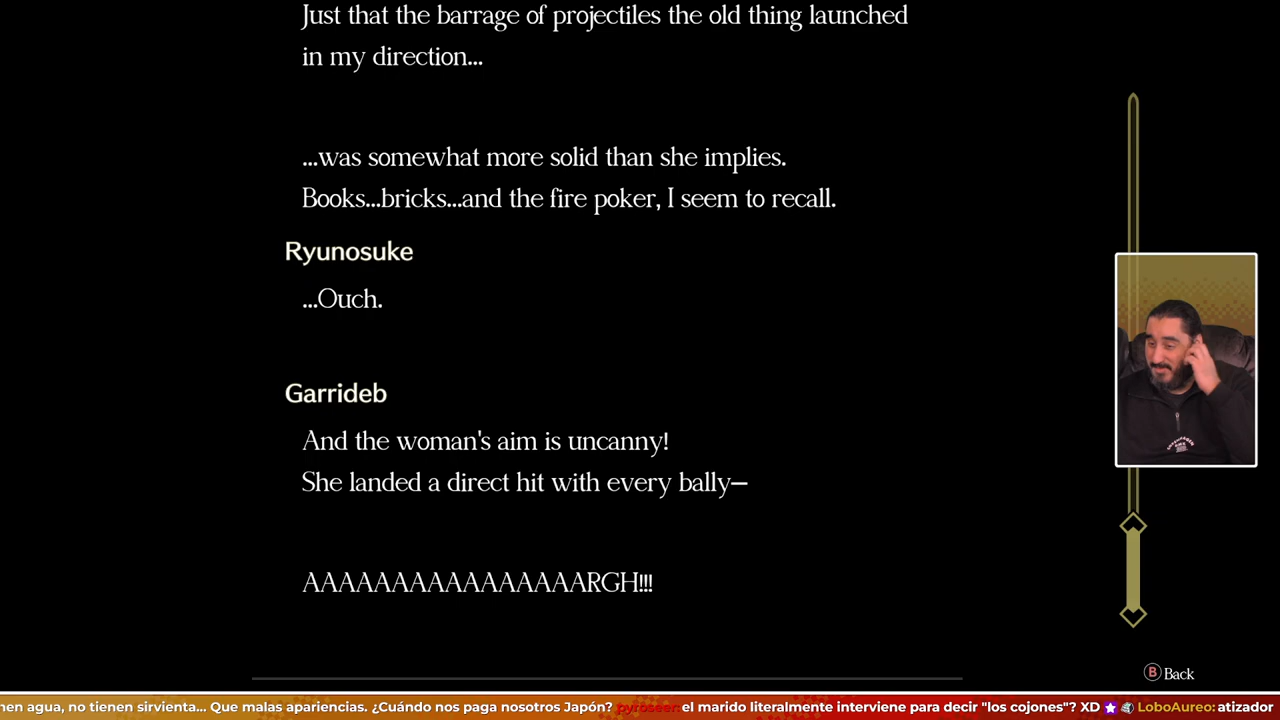 Just that the barrage of projectiles the old thing launched
in my direction...
...was somewhat more solid than she implies.
Books...bricks...and the fire poker, I seem to recall.
Ryunosuke
...Ouch.
Garrideb
And the woman's aim is uncanny!
She landed a direct hit with every bally—
AAAAAAAAAAAAAAAARGH!!!
B Back
nen agua, no tienen sirvienta... Que malas apariencias. ¿Cuándo nos paga nosotros Japón? pyroseer: el marido literalmente interviene para decir "los cojones"? XD LoboAureo: atizador